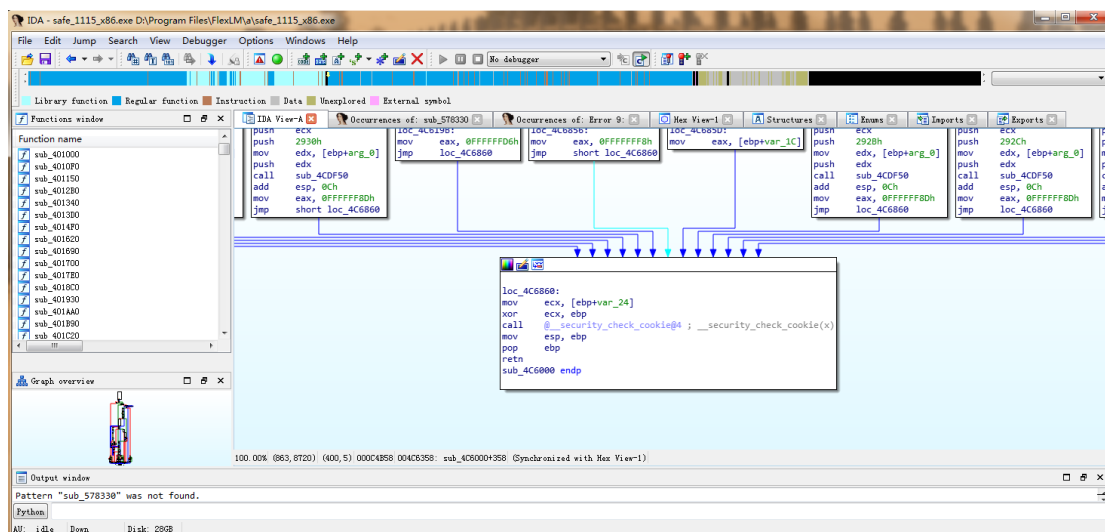 IDA - safe_1115_x86.exe D:\Program Files\FlexLM\a\safe_1115_x86.exe
File Edit Jump Search View Debugger Options Windows Help
No debugger
Library function Regular function Instruction Data Unexplored External symbol
Functions window
IDA View-A Occurrences of: sub_578330 Occurrences of: Error 9: Hex View-1 Structures Enums Imports Exports
Function name
sub_401000
sub_4010F0
sub_401150
sub_4012B0
sub_401340
sub_4013D0
sub_4014F0
sub_401620
sub_401690
sub_401700
sub_4017E0
sub_4018C0
sub_401930
sub_401AA0
sub_401B90
sub_401C20
push ecx
push 2930h
mov edx, [ebp+arg_0]
push edx
call sub_4CDF50
add esp, 0Ch
mov eax, 0FFFFFF8Dh
jmp short loc_4C6860
loc_4C619B:
mov eax, 0FFFFFFD6h
jmp loc_4C6860
loc_4C6856:
mov eax, 0FFFFFFF8h
jmp short loc_4C6860
loc_4C685D:
mov eax, [ebp+var_1C]
push ecx
push 292Bh
mov edx, [ebp+arg_0]
push edx
call sub_4CDF50
add esp, 0Ch
mov eax, 0FFFFFF8Dh
jmp loc_4C6860
push ecx
push 292Ch
mov edx, [ebp+arg_0]
push edx
call sub_4CDF50
add esp, 0Ch
mov eax, 0FFFFFF8Dh
jmp loc_4C6860
loc_4C6860:
mov ecx, [ebp+var_24]
xor ecx, ebp
call @__security_check_cookie@4 ; __security_check_cookie(x)
mov esp, ebp
pop ebp
retn
sub_4C6000 endp
Graph overview
100.00% (863,8720) (400,5) 000C4B58 004C6358: sub_4C6000+358 (Synchronized with Hex View-1)
Output window
Pattern "sub_578330" was not found.
Python
AU: idle Down Disk: 28GB